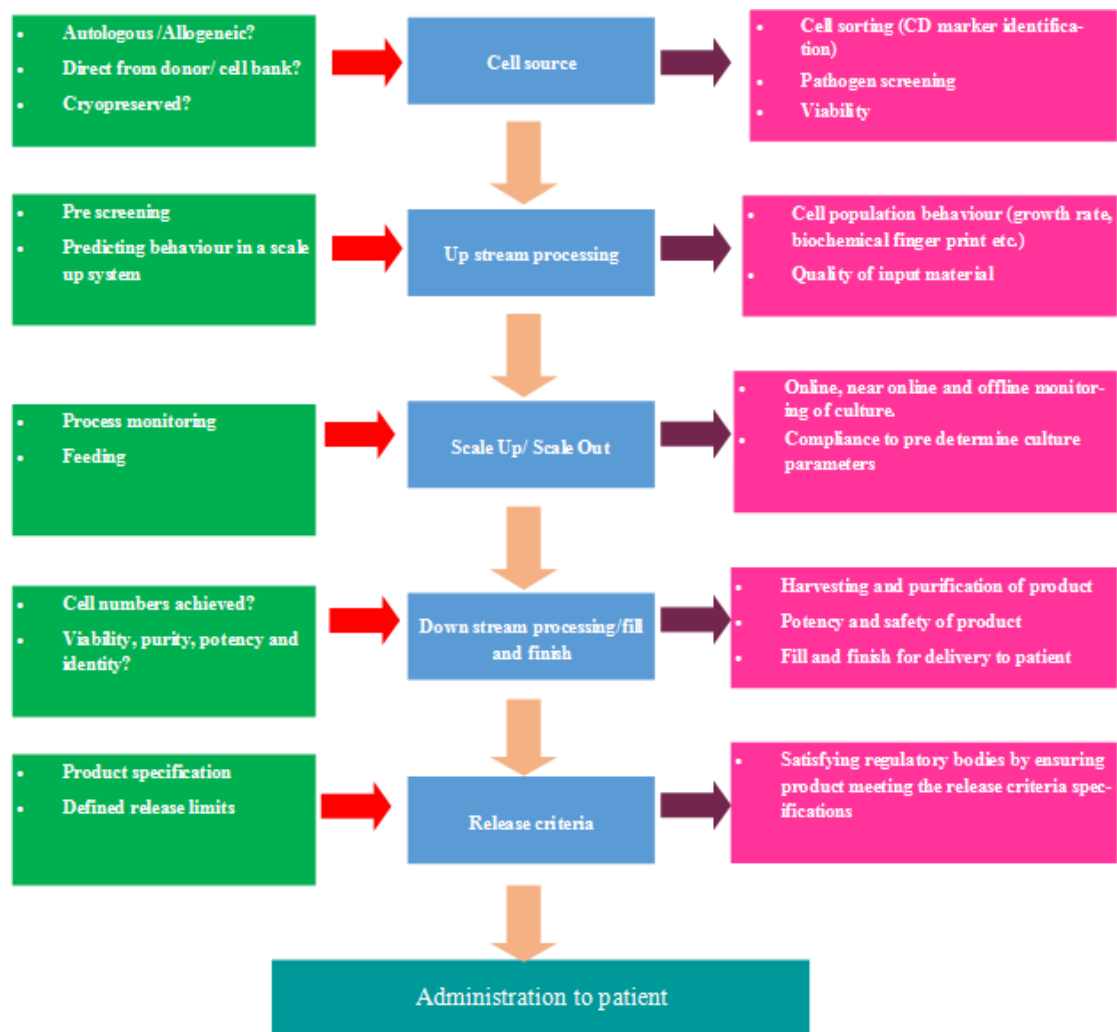 Autologous /Allogeneic?
Direct from donor/ cell bank?
Cryopreserved?
Cell source
Cell sorting (CD marker identifica-
tion)
Pathogen screening
Viability
Pre screening
Predicting behaviour in a scale
up system
Up stream processing
Cell population behaviour (growth rate,
biochemical finger print etc.)
Quality of input material
Process monitoring
Feeding
Scale Up/ Scale Out
Online, near online and offline monitor-
ing of culture.
Compliance to pre determine culture
parameters
Cell numbers achieved?
Viability, purity, potency and
identity?
Down stream processing/fill
and finish
Harvesting and purification of product
Potency and safety of product
Fill and finish for delivery to patient
Product specification
Defined release limits
Release criteria
Satisfying regulatory bodies by ensuring
product meeting the release criteria spec-
ifications
Administration to patient